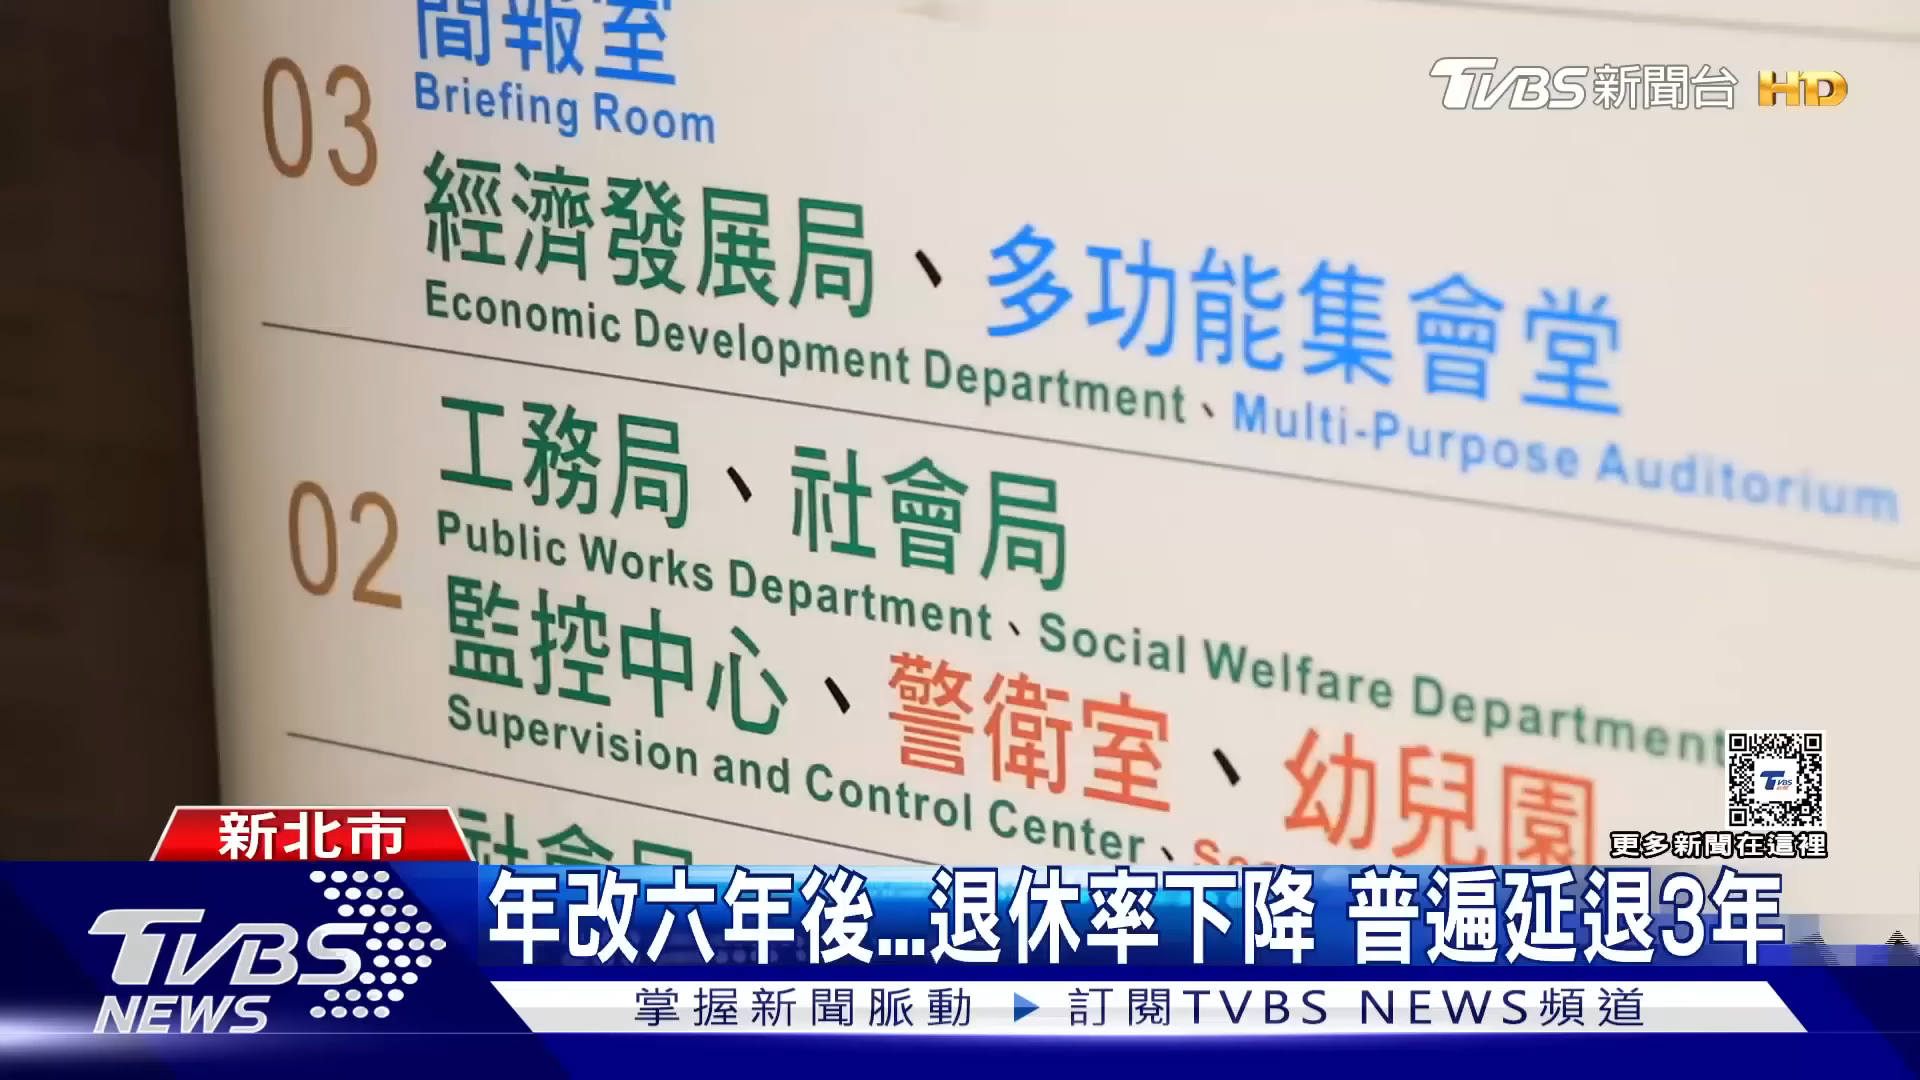 簡報室
Briefing Room
TVBS新聞台 HD
03
經濟發展局、多功能集會堂
Economic Development Department、Multi-Purpose Auditorium
02
工務局、社會局
Public Works Department、Social Welfare Department
監控中心、警衛室、幼兒園
Supervision and Control Center、
社會局
TVBS
更多新聞在這裡
新北市
年改六年後...退休率下降 普遍延退3年
TVBS
NEWS
掌握新聞脈動 ▶ 訂閱TVBS NEWS頻道